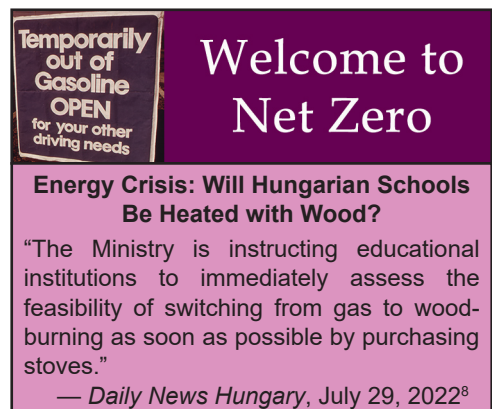 Temporarily
out of
Gasoline
OPEN
for your other
driving needs
Welcome to
Net Zero
Energy Crisis: Will Hungarian Schools
Be Heated with Wood?
“The Ministry is instructing educational
institutions to immediately assess the
feasibility of switching from gas to wood-
burning as soon as possible by purchasing
stoves.”
— Daily News Hungary, July 29, 2022⁸